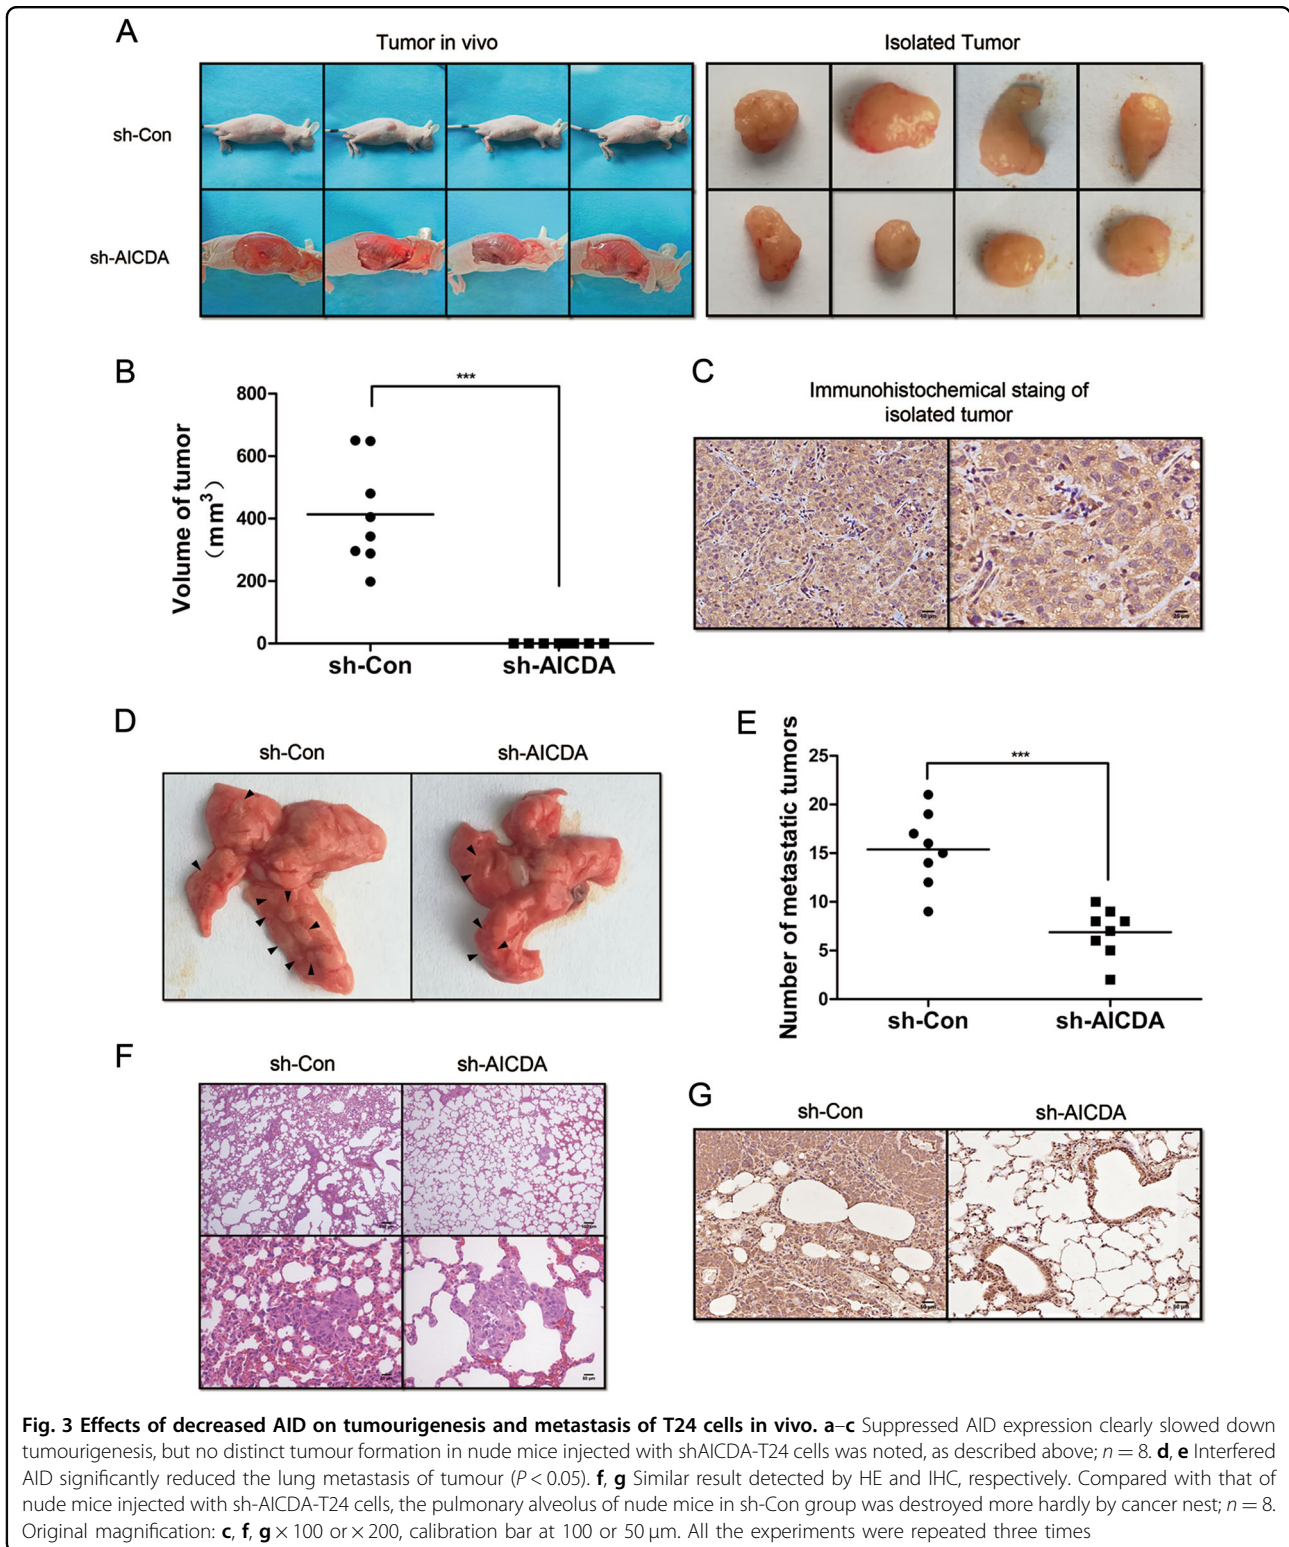 A
Tumor in vivo
Isolated Tumor
sh-Con
sh-AICDA
B
Volume of tumor
(mm³)
800
600
400
200
0
***
sh-Con
sh-AICDA
C
Immunohistochemical staing of
isolated tumor
D
sh-Con
sh-AICDA
E
Number of metastatic tumors
25
20
15
10
5
0
***
sh-Con
sh-AICDA
F
sh-Con
sh-AICDA
G
sh-Con
sh-AICDA
Fig. 3 Effects of decreased AID on tumourigenesis and metastasis of T24 cells in vivo. a–c Suppressed AID expression clearly slowed down
tumourigenesis, but no distinct tumour formation in nude mice injected with shAICDA-T24 cells was noted, as described above; n = 8. d, e Interfered
AID significantly reduced the lung metastasis of tumour (P < 0.05). f, g Similar result detected by HE and IHC, respectively. Compared with that of
nude mice injected with sh-AICDA-T24 cells, the pulmonary alveolus of nude mice in sh-Con group was destroyed more hardly by cancer nest; n = 8.
Original magnification: c, f, g × 100 or × 200, calibration bar at 100 or 50 μm. All the experiments were repeated three times